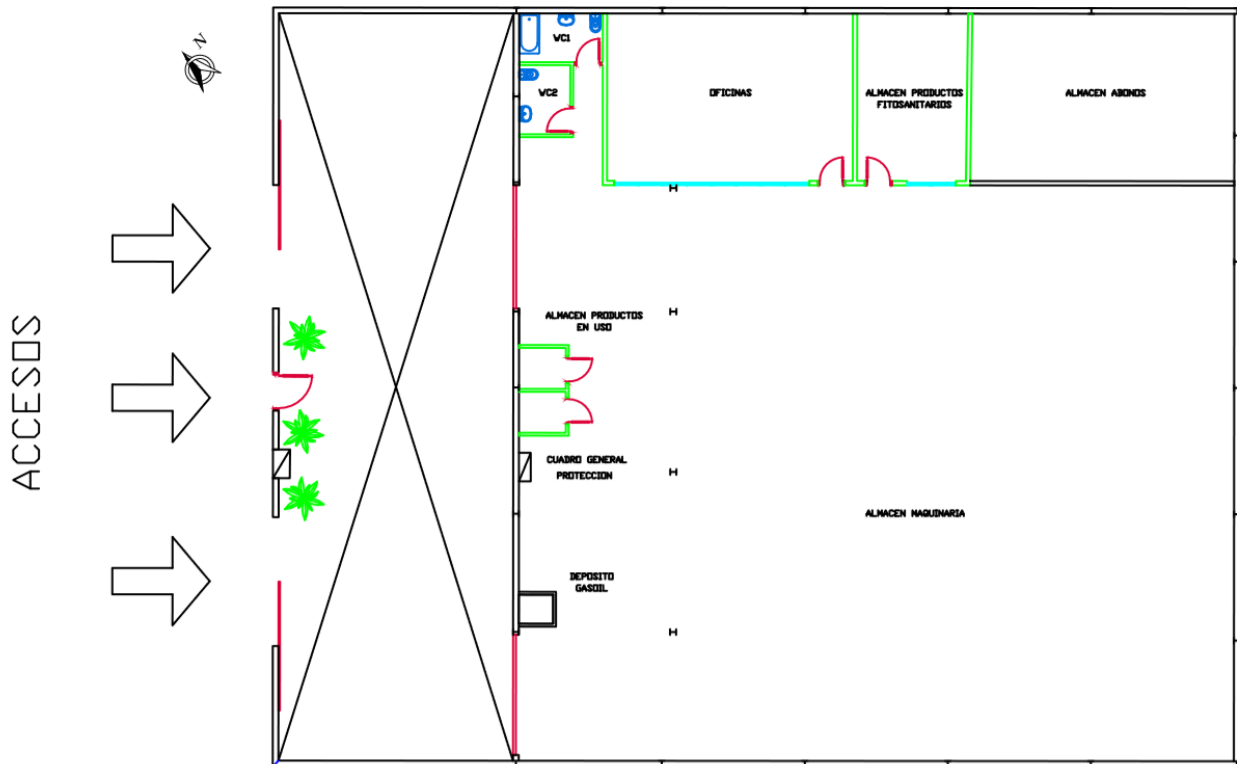 N
WC1
WC2
OFICINAS
ALMACEN PRODUCTOS
FITOSANITARIOS
ALMACEN ABONOS
ACCESOS
ALMACEN PRODUCTOS
EN USO
CUADRO GENERAL
PROTECCION
ALMACEN MAQUINARIA
DEPOSITO
GASOIL